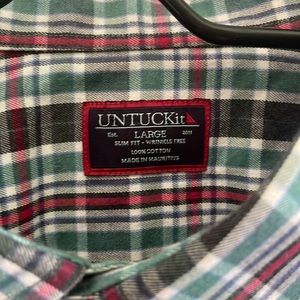 UNTUCKit
Est. LARGE 2011
SLIM FIT - WRINKLE FREE
100% COTTON
MADE IN MAURITIUS